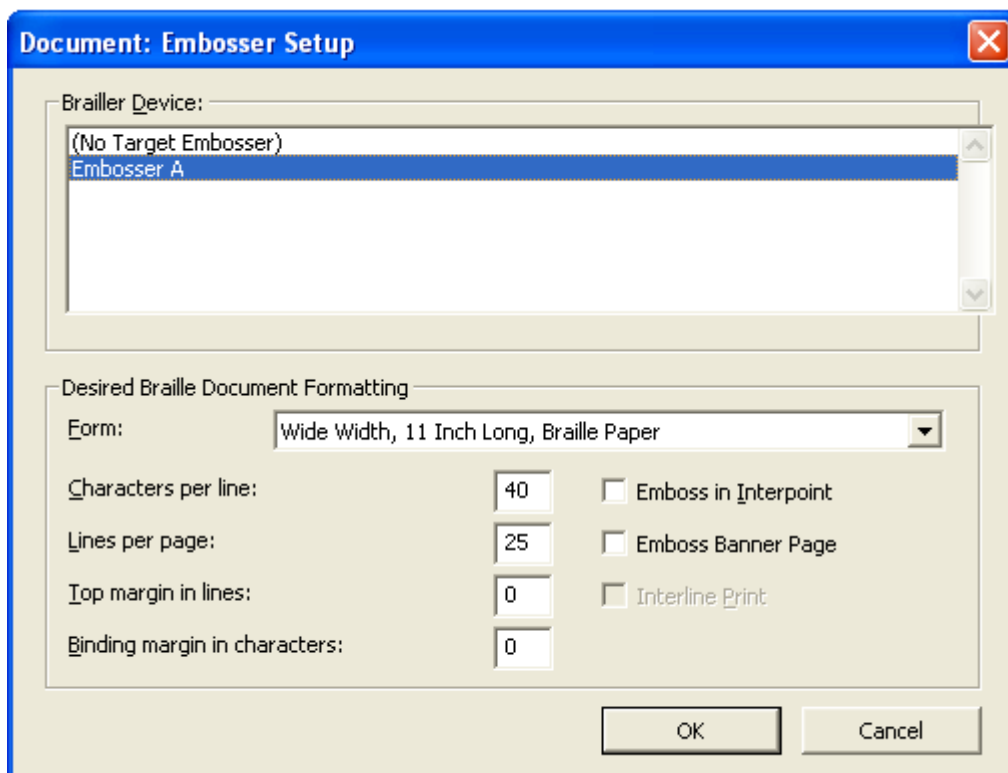 Document: Embosser Setup
Brailler Device:
(No Target Embosser)
Embosser A
Desired Braille Document Formatting
Form: Wide Width, 11 Inch Long, Braille Paper
Characters per line: 40 Emboss in Interpoint
Lines per page: 25 Emboss Banner Page
Top margin in lines: 0 Interline Print
Binding margin in characters: 0
OK Cancel